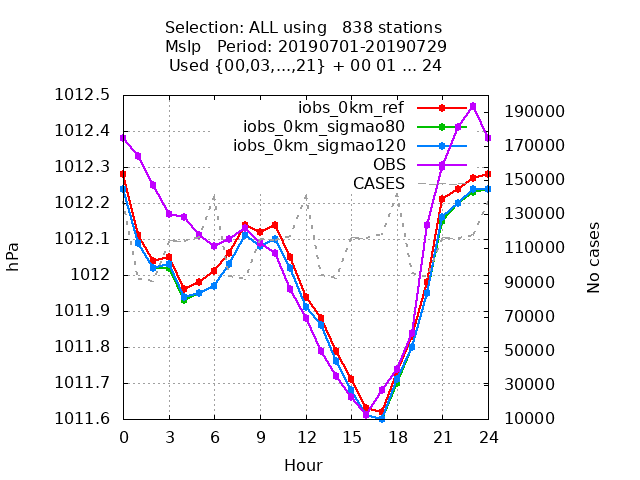 Selection: ALL using   838 stations
Mslp   Period: 20190701-20190729
Used {00,03,...,21} + 00 01 ... 24
iobs_0km_ref
iobs_0km_sigmao80
iobs_0km_sigmao120
OBS
CASES
hPa
1012.5
1012.4
1012.3
1012.2
1012.1
1012
1011.9
1011.8
1011.7
1011.6
190000
170000
150000
130000
110000
90000
70000
50000
30000
10000
No cases
0 3 6 9 12 15 18 21 24
Hour